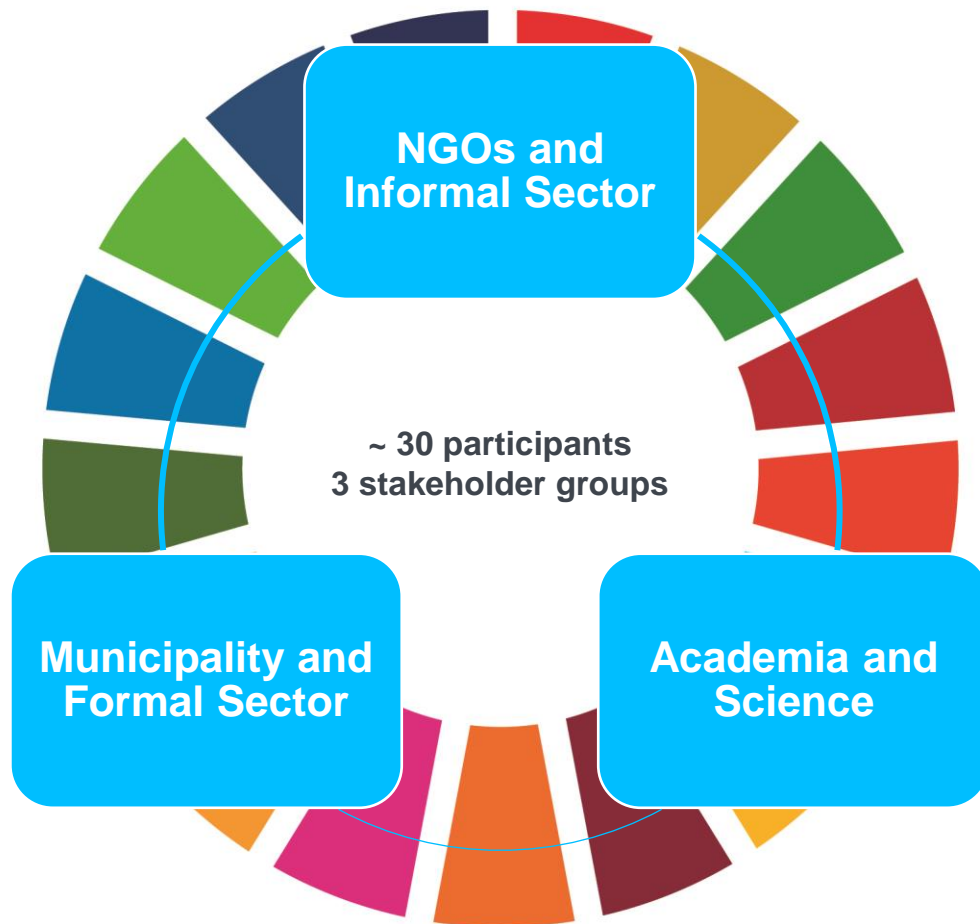 NGOs and
Informal Sector
~ 30 participants
3 stakeholder groups
Municipality and
Formal Sector
Academia and
Science